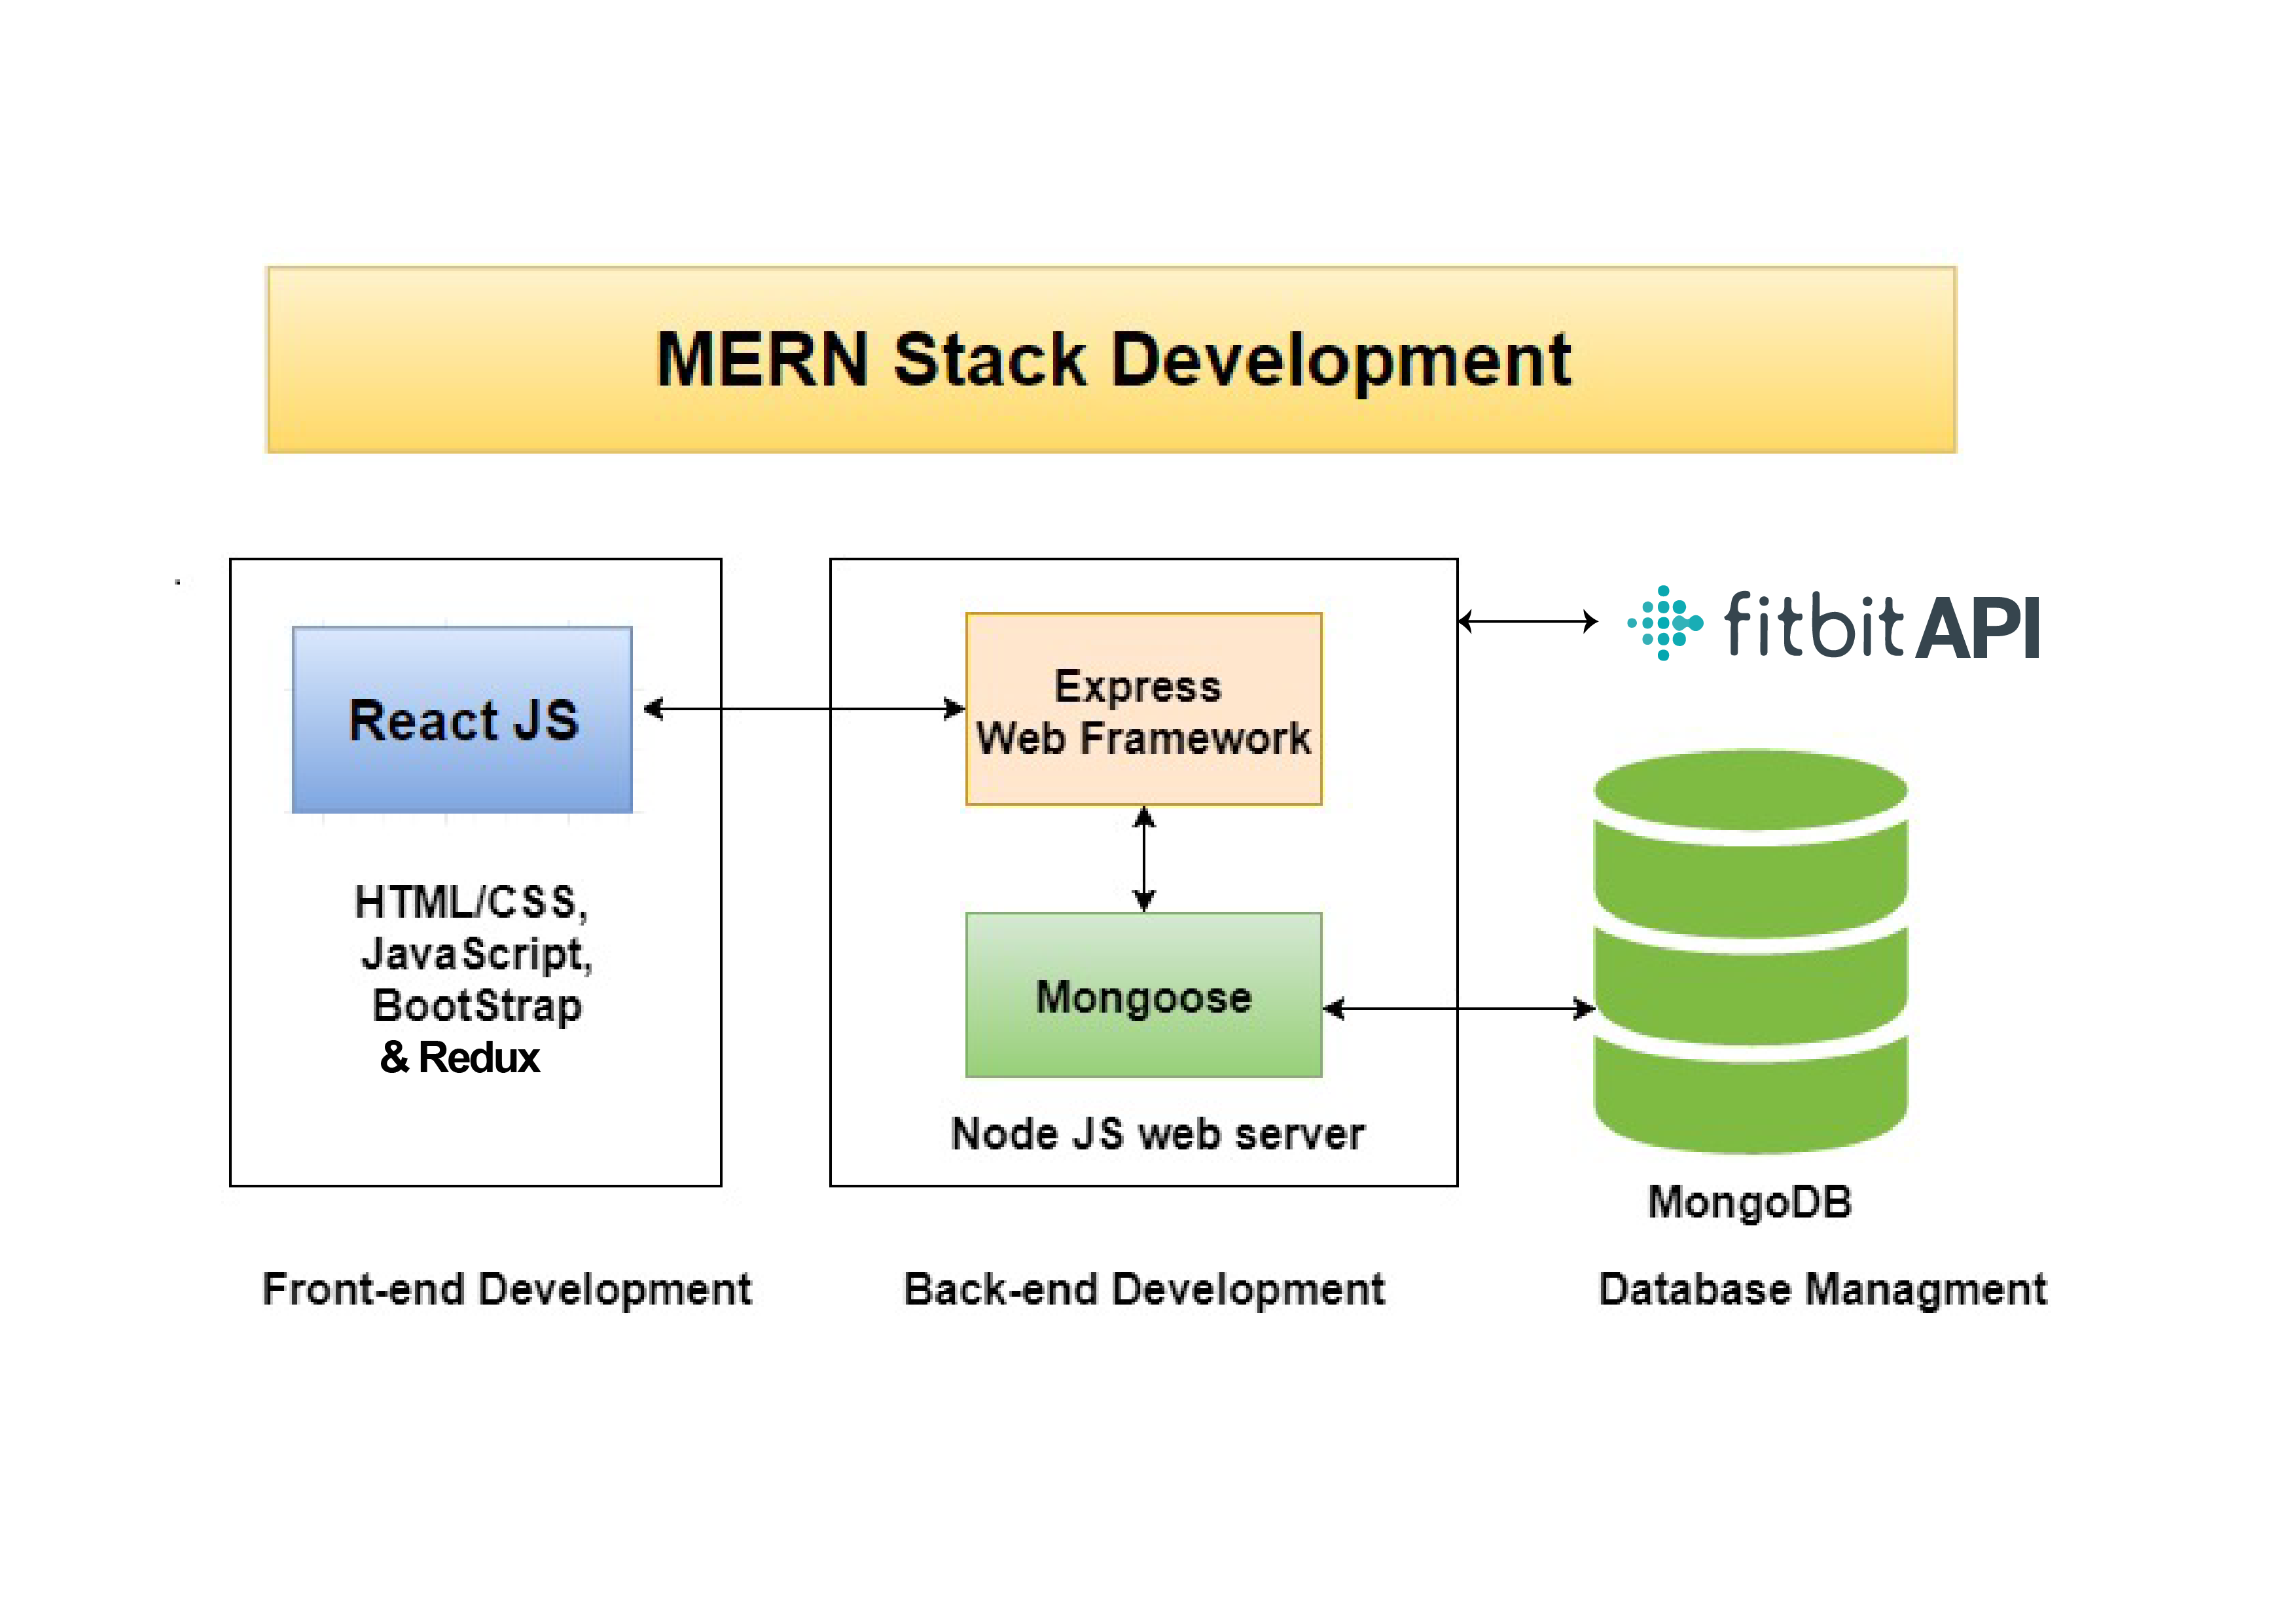 MERN Stack Development
React JS
HTML/CSS,
JavaScript,
BootStrap
& Redux
Front-end Development
Express
Web Framework
Mongoose
Node JS web server
Back-end Development
fitbit API
MongoDB
Database Managment